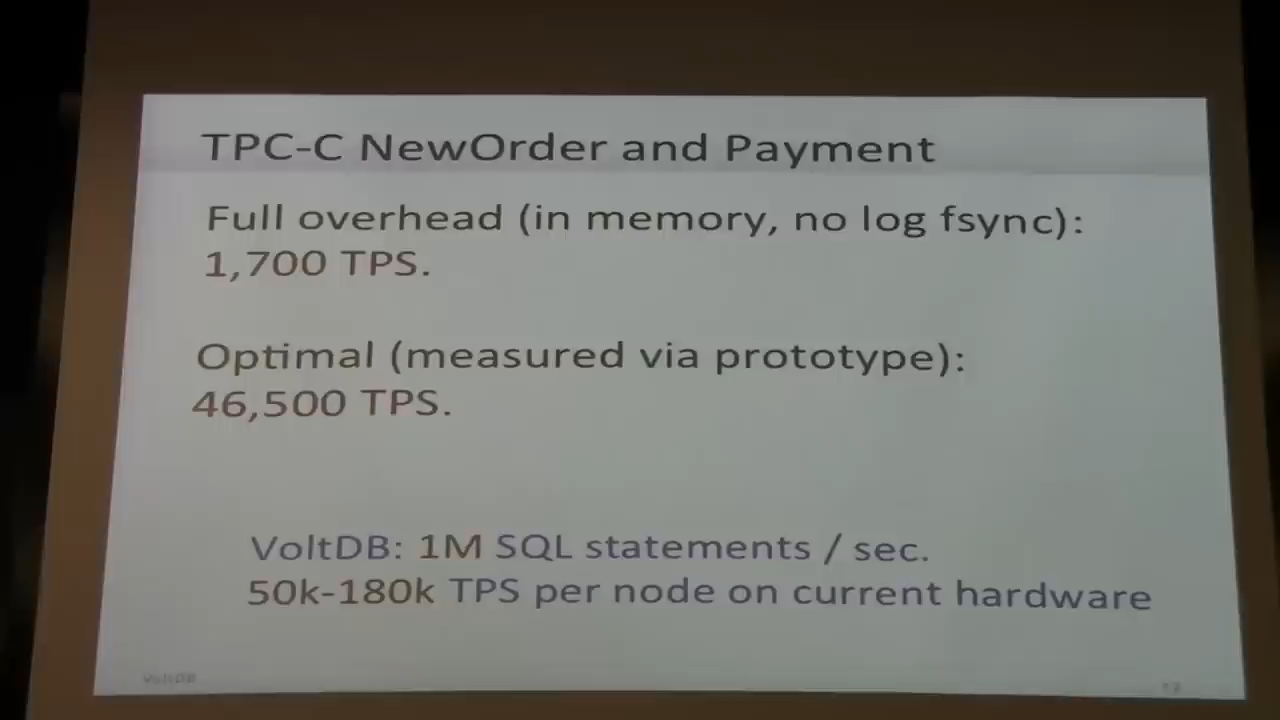 TPC-C NewOrder and Payment
Full overhead (in memory, no log fsync):
1,700 TPS.
Optimal (measured via prototype):
46,500 TPS.
VoltDB: 1M SQL statements / sec.
50k-180k TPS per node on current hardware
VoltDB